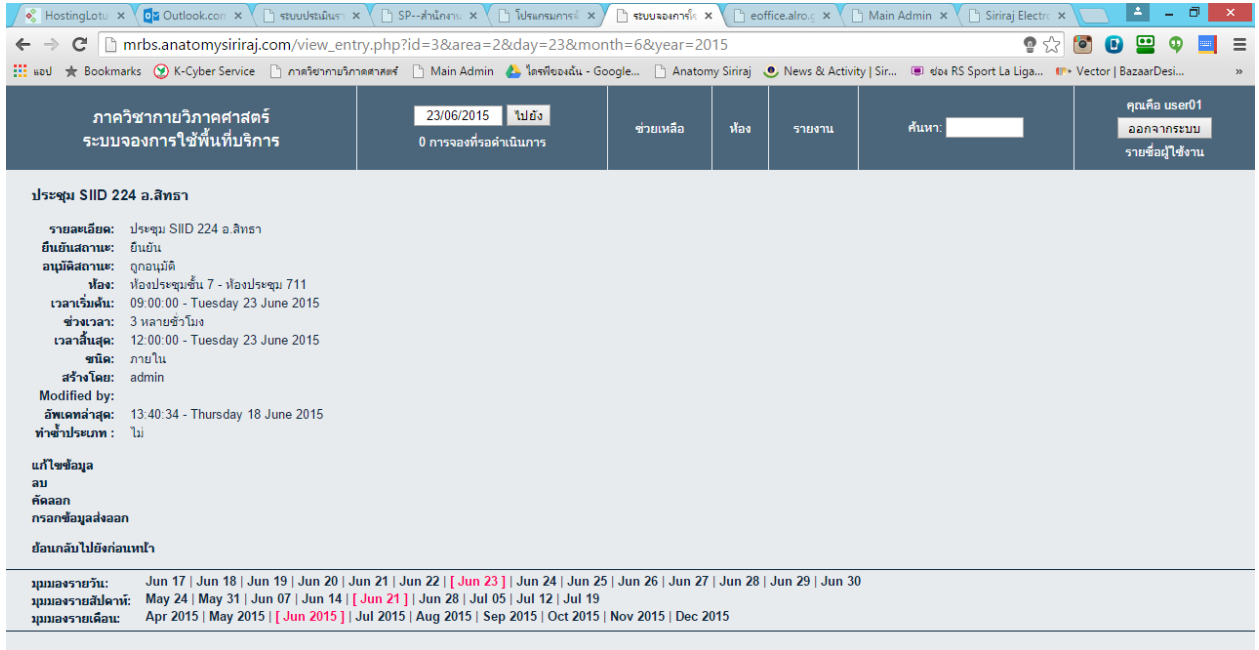 HostingLotu Outlook.com ระบบประเมินรา SP--สำนักงาน โปรแกรมการล ระบบจองการใ eoffice.alro.g Main Admin Siriraj Electro
mrbs.anatomysiriraj.com/view_entry.php?id=3&area=2&day=23&month=6&year=2015
แอป Bookmarks K-Cyber Service ภาควิชากายวิภาคศาสตร์ Main Admin ไดรฟ์ของฉัน - Google... Anatomy Siriraj News & Activity | Sir... ช่อง RS Sport La Liga... Vector | BazaarDesi... »
ภาควิชากายวิภาคศาสตร์
ระบบจองการใช้พื้นที่บริการ
23/06/2015 ไปยัง
0 การจองที่รอดำเนินการ
ช่วยเหลือ ห้อง รายงาน ค้นหา:
คุณคือ user01
ออกจากระบบ
รายชื่อผู้ใช้งาน
ประชุม SIID 224 อ.สิทธา
รายละเอียด: ประชุม SIID 224 อ.สิทธา
ยืนยันสถานะ: ยืนยัน
อนุมัติสถานะ: ถูกอนุมัติ
ห้อง: ห้องประชุมชั้น 7 - ห้องประชุม 711
เวลาเริ่มต้น: 09:00:00 - Tuesday 23 June 2015
ช่วงเวลา: 3 หลายชั่วโมง
เวลาสิ้นสุด: 12:00:00 - Tuesday 23 June 2015
ชนิด: ภายใน
สร้างโดย: admin
Modified by:
อัพเดทล่าสุด: 13:40:34 - Thursday 18 June 2015
ทำซ้ำประเภท : ไม่
แก้ไขข้อมูล
ลบ
คัดลอก
กรอกข้อมูลส่งออก
ย้อนกลับไปยังก่อนหน้า
มุมมองรายวัน: Jun 17 | Jun 18 | Jun 19 | Jun 20 | Jun 21 | Jun 22 | [ Jun 23 ] | Jun 24 | Jun 25 | Jun 26 | Jun 27 | Jun 28 | Jun 29 | Jun 30
มุมมองรายสัปดาห์: May 24 | May 31 | Jun 07 | Jun 14 | [ Jun 21 ] | Jun 28 | Jul 05 | Jul 12 | Jul 19
มุมมองรายเดือน: Apr 2015 | May 2015 | [ Jun 2015 ] | Jul 2015 | Aug 2015 | Sep 2015 | Oct 2015 | Nov 2015 | Dec 2015